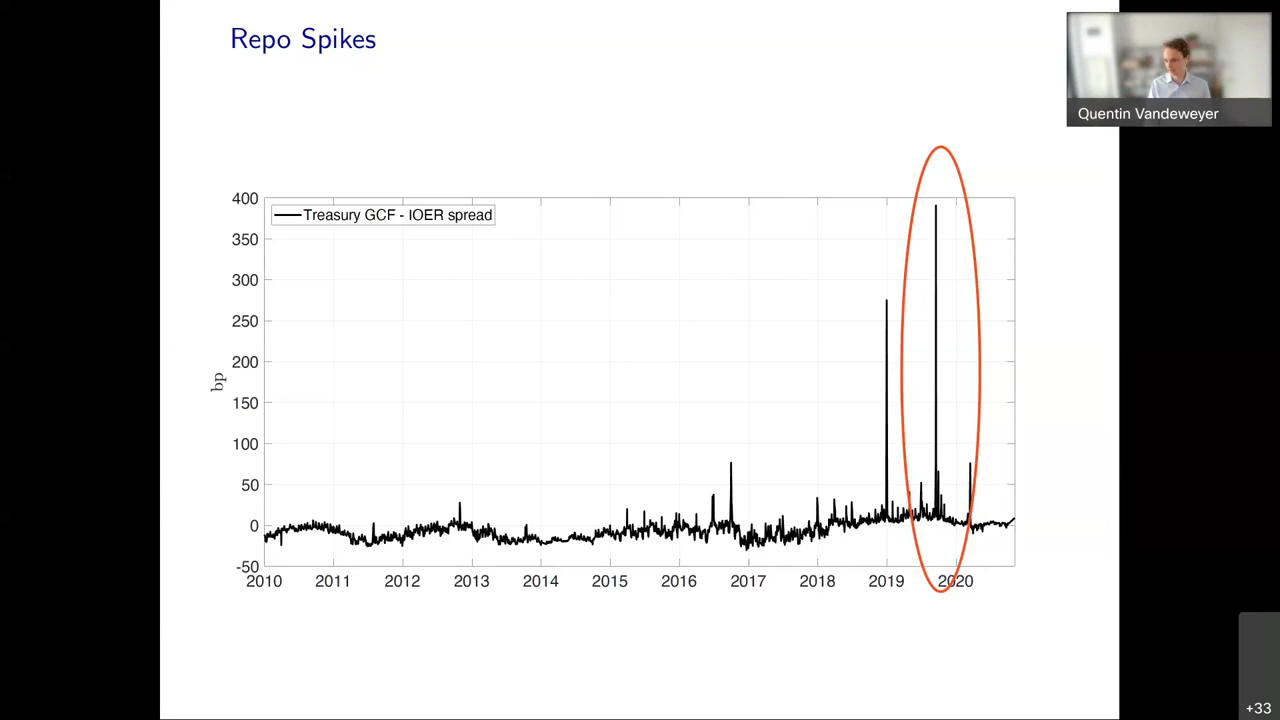 Repo Spikes
Quentin Vandeweyer
Treasury GCF - IOER spread
bp
400
350
300
250
200
150
100
50
0
-50
2010 2011 2012 2013 2014 2015 2016 2017 2018 2019 2020
+33